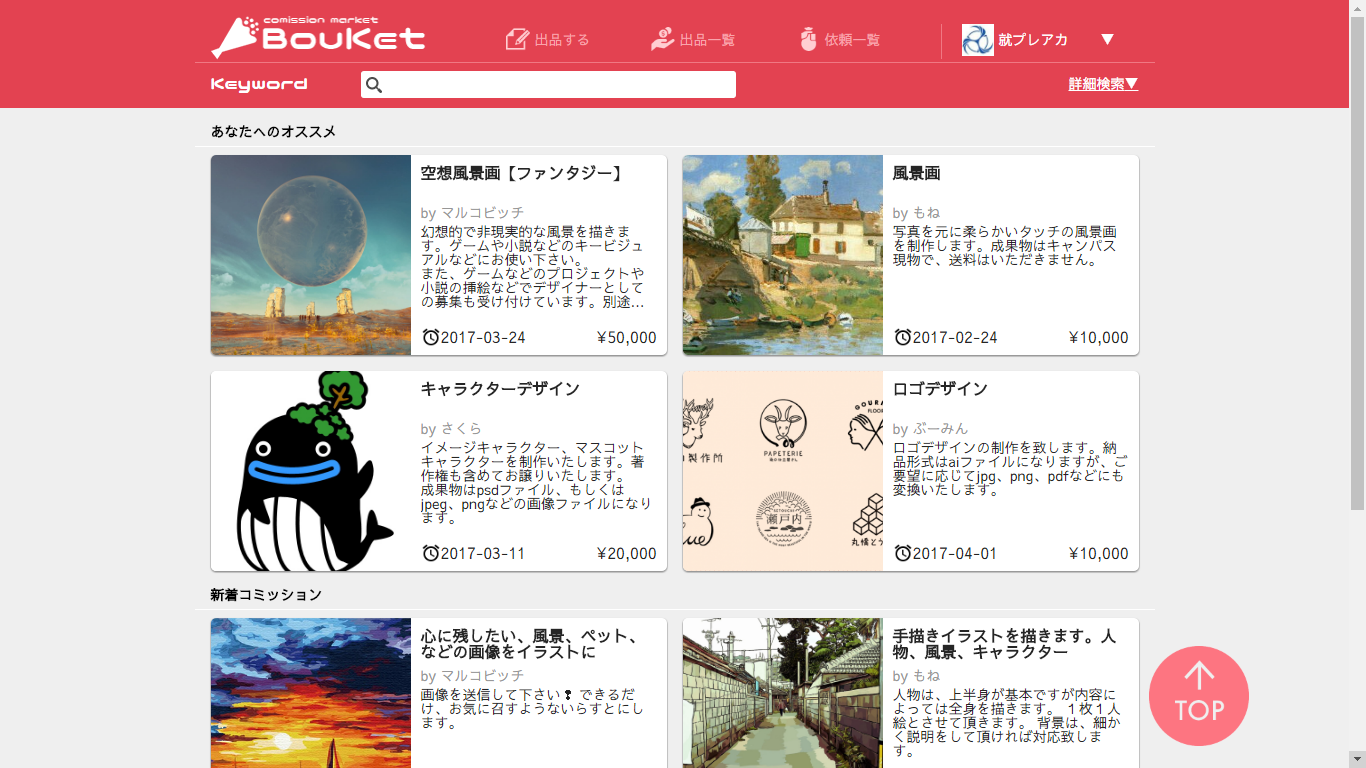 comission market
BouKet
出品する
出品一覧
依頼一覧
就プレアカ
▼
Keyword
詳細検索▼
あなたへのオススメ
空想風景画【ファンタジー】
by マルコビッチ
幻想的で非現実的な風景を描きま
す。ゲームや小説などのキービジュ
アルなどにお使い下さい。
また、ゲームなどのプロジェクトや
小説の挿絵などでデザイナーとして
の募集も受け付けています。別途…
2017-03-24
¥50,000
風景画
by もね
写真を元に柔らかいタッチの風景画
を制作します。成果物はキャンパス
現物で、送料はいただきません。
2017-02-24
¥10,000
キャラクターデザイン
by さくら
イメージキャラクター、マスコット
キャラクターを制作いたします。著
作権も含めてお譲りいたします。
成果物はpsdファイル、もしくは
jpeg、pngなどの画像ファイルになり
ます。
2017-03-11
¥20,000
製作所
PAPETERIE
GOURA
FLOOR
瀬戸内
ue
丸橋とう
ロゴデザイン
by ぶーみん
ロゴデザインの制作を致します。納
品形式はaiファイルになりますが、ご
要望に応じてjpg、png、pdfなどにも
変換いたします。
2017-04-01
¥10,000
新着コミッション
心に残したい、風景、ペット、
などの画像をイラストに
by マルコビッチ
画像を送信して下さい❢ できるだ
け、お気に召すようないらすとにし
ます。
手描きイラストを描きます。人
物、風景、キャラクター
by もね
人物は、上半身が基本ですが内容に
よっては全身を描きます。 １枚１人
絵とさせて頂きます。 背景は、細か
く説明をして頂ければ対応致しま
す。
TOP